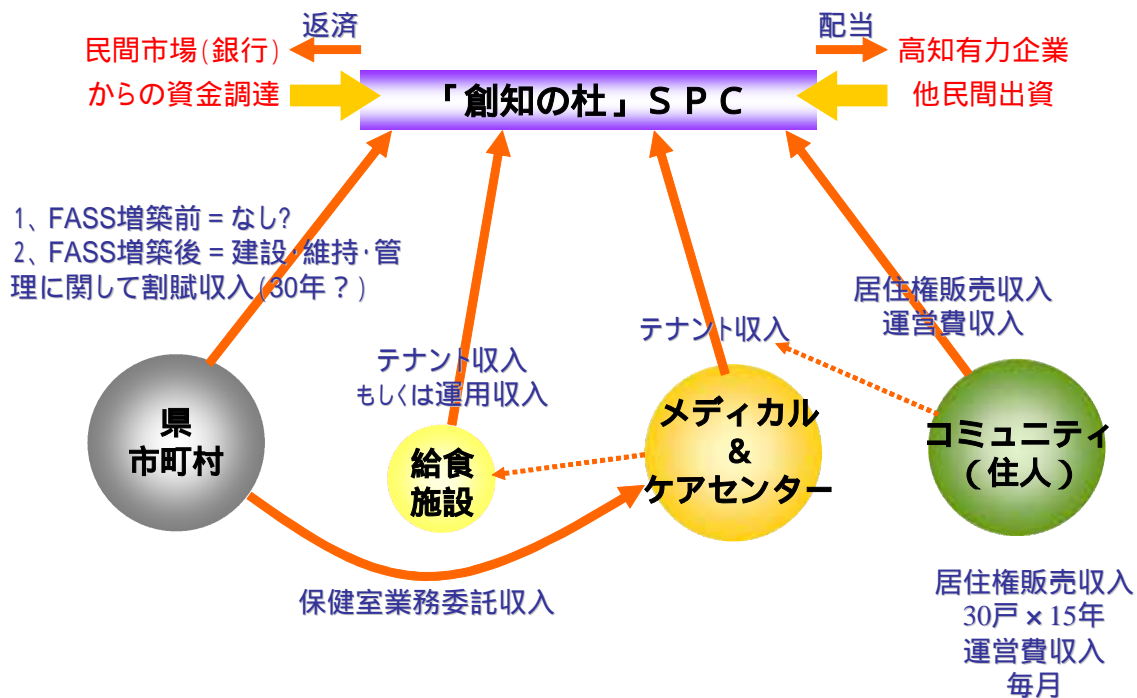 返済
民間市場(銀行)
からの資金調達
「創知の杜」ＳＰＣ
配当
高知有力企業
他民間出資
1、FASS増築前 = なし?
2、FASS増築後 = 建設・維持・管
理に関して割賦収入(30年？)
テナント収入
もしくは運用収入
テナント収入
居住権販売収入
運営費収入
県
市町村
給食
施設
メディカル
＆
ケアセンター
コミュニティ
（住人）
保健室業務委託収入
居住権販売収入
30戸×15年
運営費収入
毎月